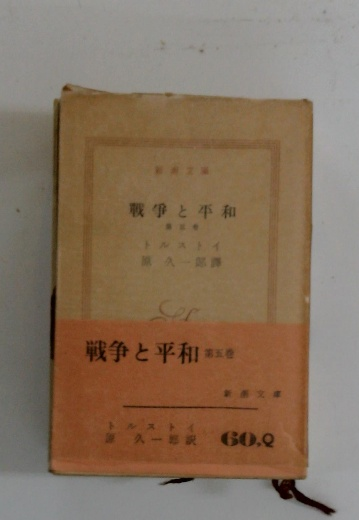 新潮文庫
戦争と平和
第五巻
トルストイ
原 久一郎譯
戦争と平和 第五巻
新潮文庫
トルストイ
原 久一郎訳 60.Q